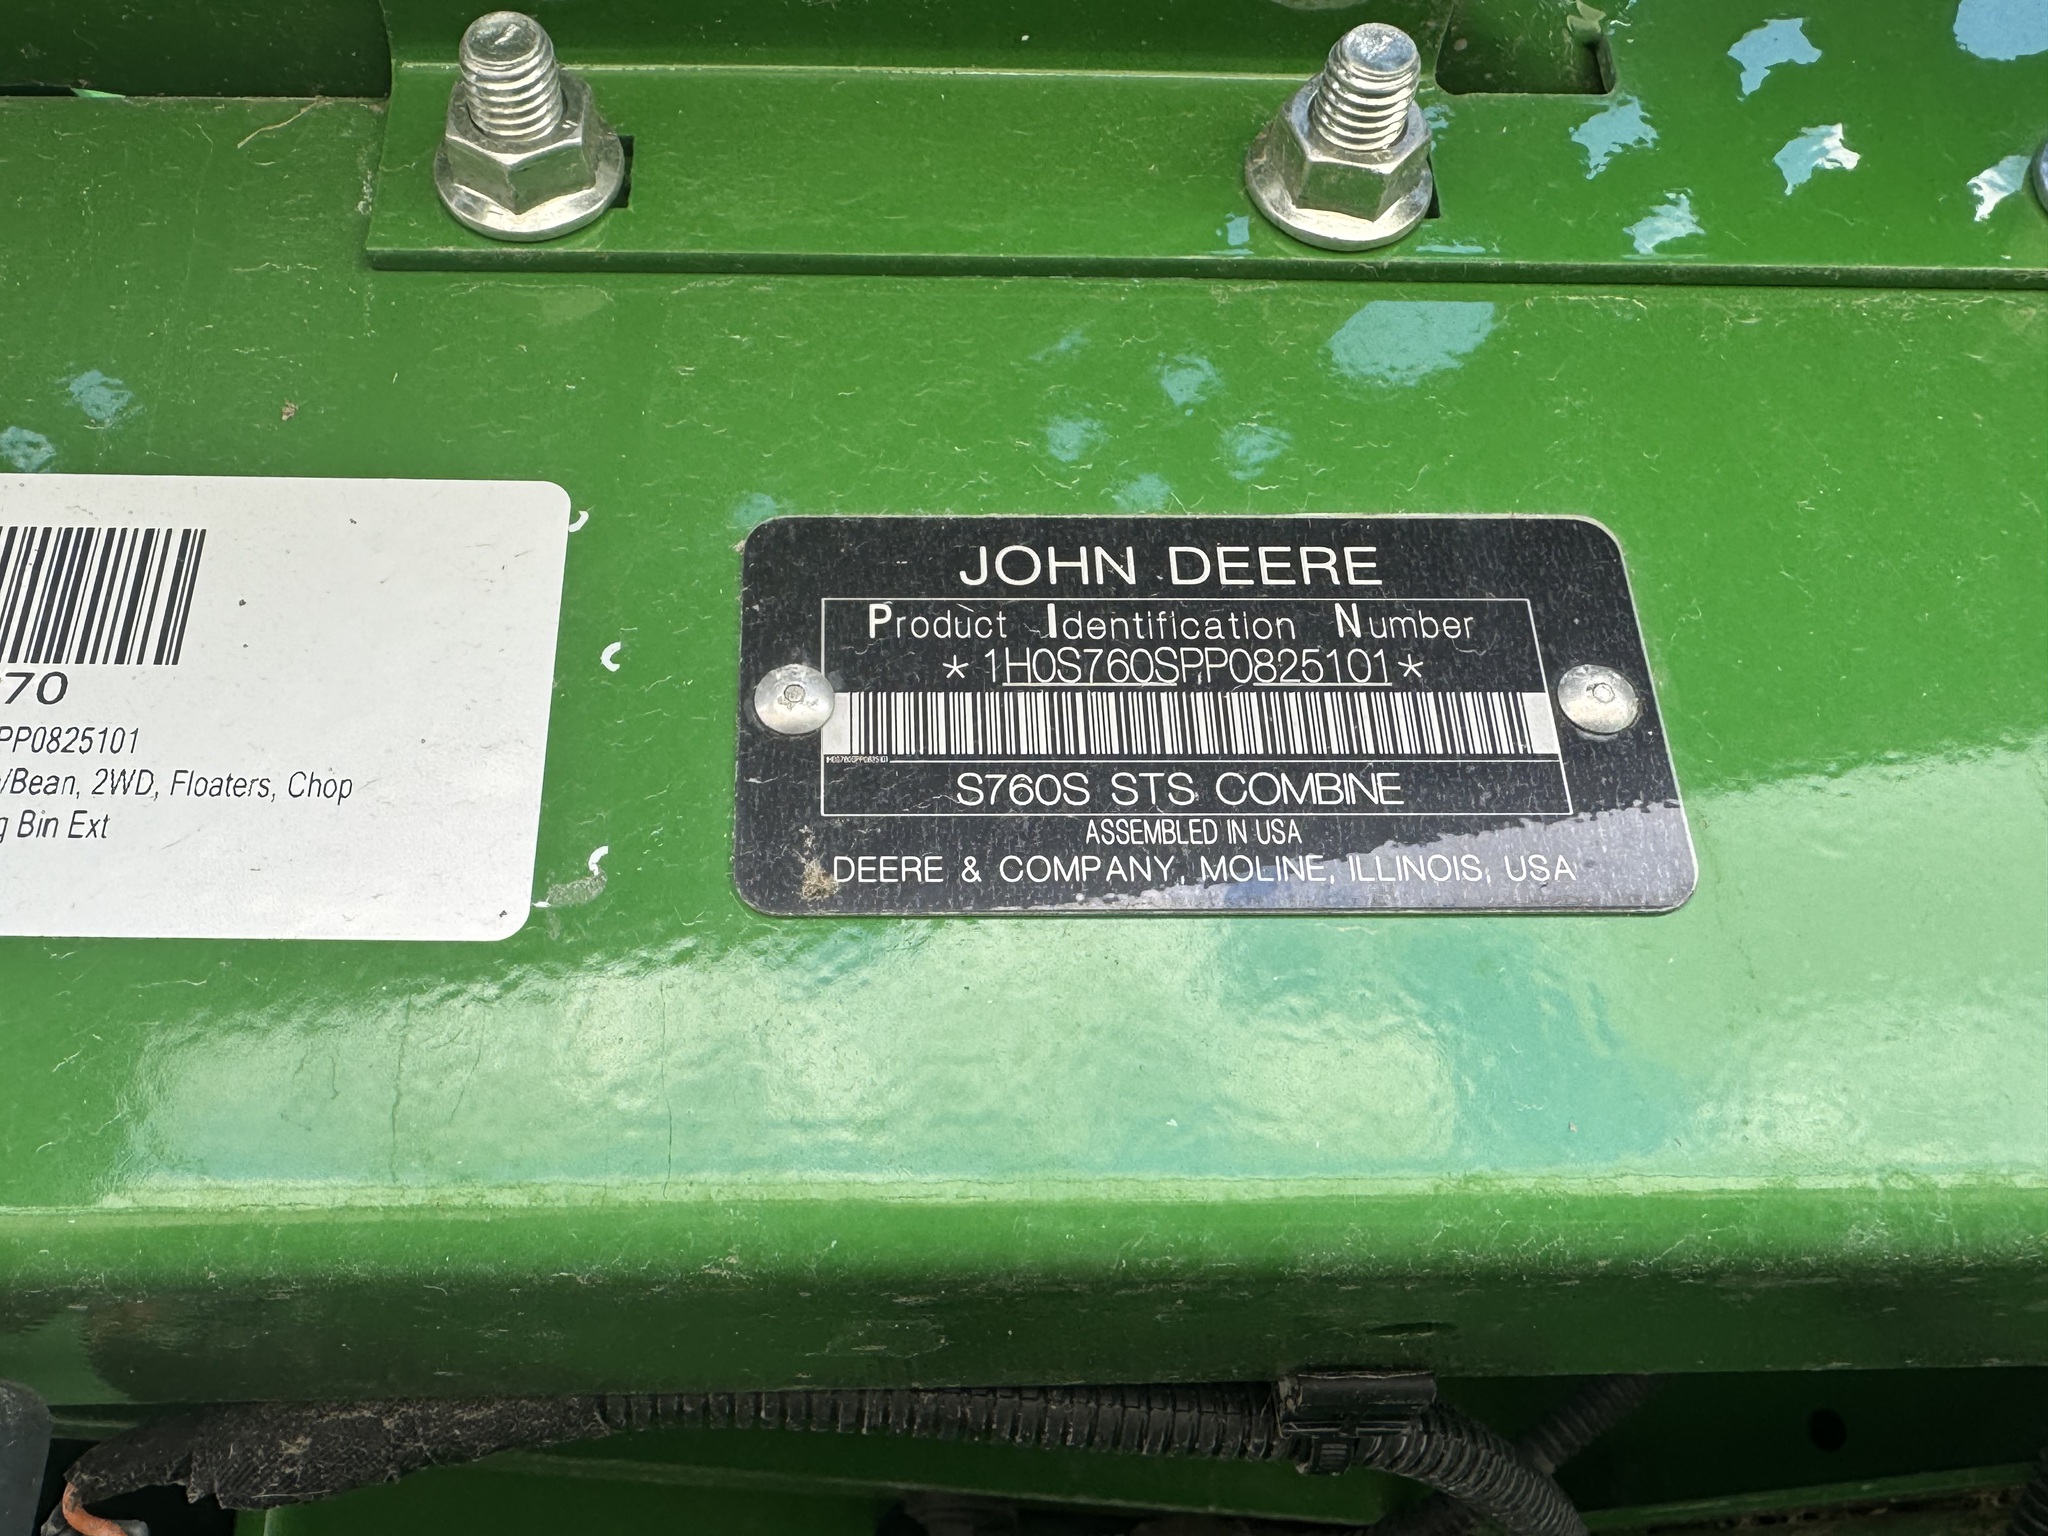 70
PP0825101
/Bean, 2WD, Floaters, Chop
g Bin Ext
JOHN DEERE
Product Identification Number
*1H0S760SPP0825101*
S760S STS COMBINE
ASSEMBLED IN USA
DEERE & COMPANY, MOLINE, ILLINOIS, USA